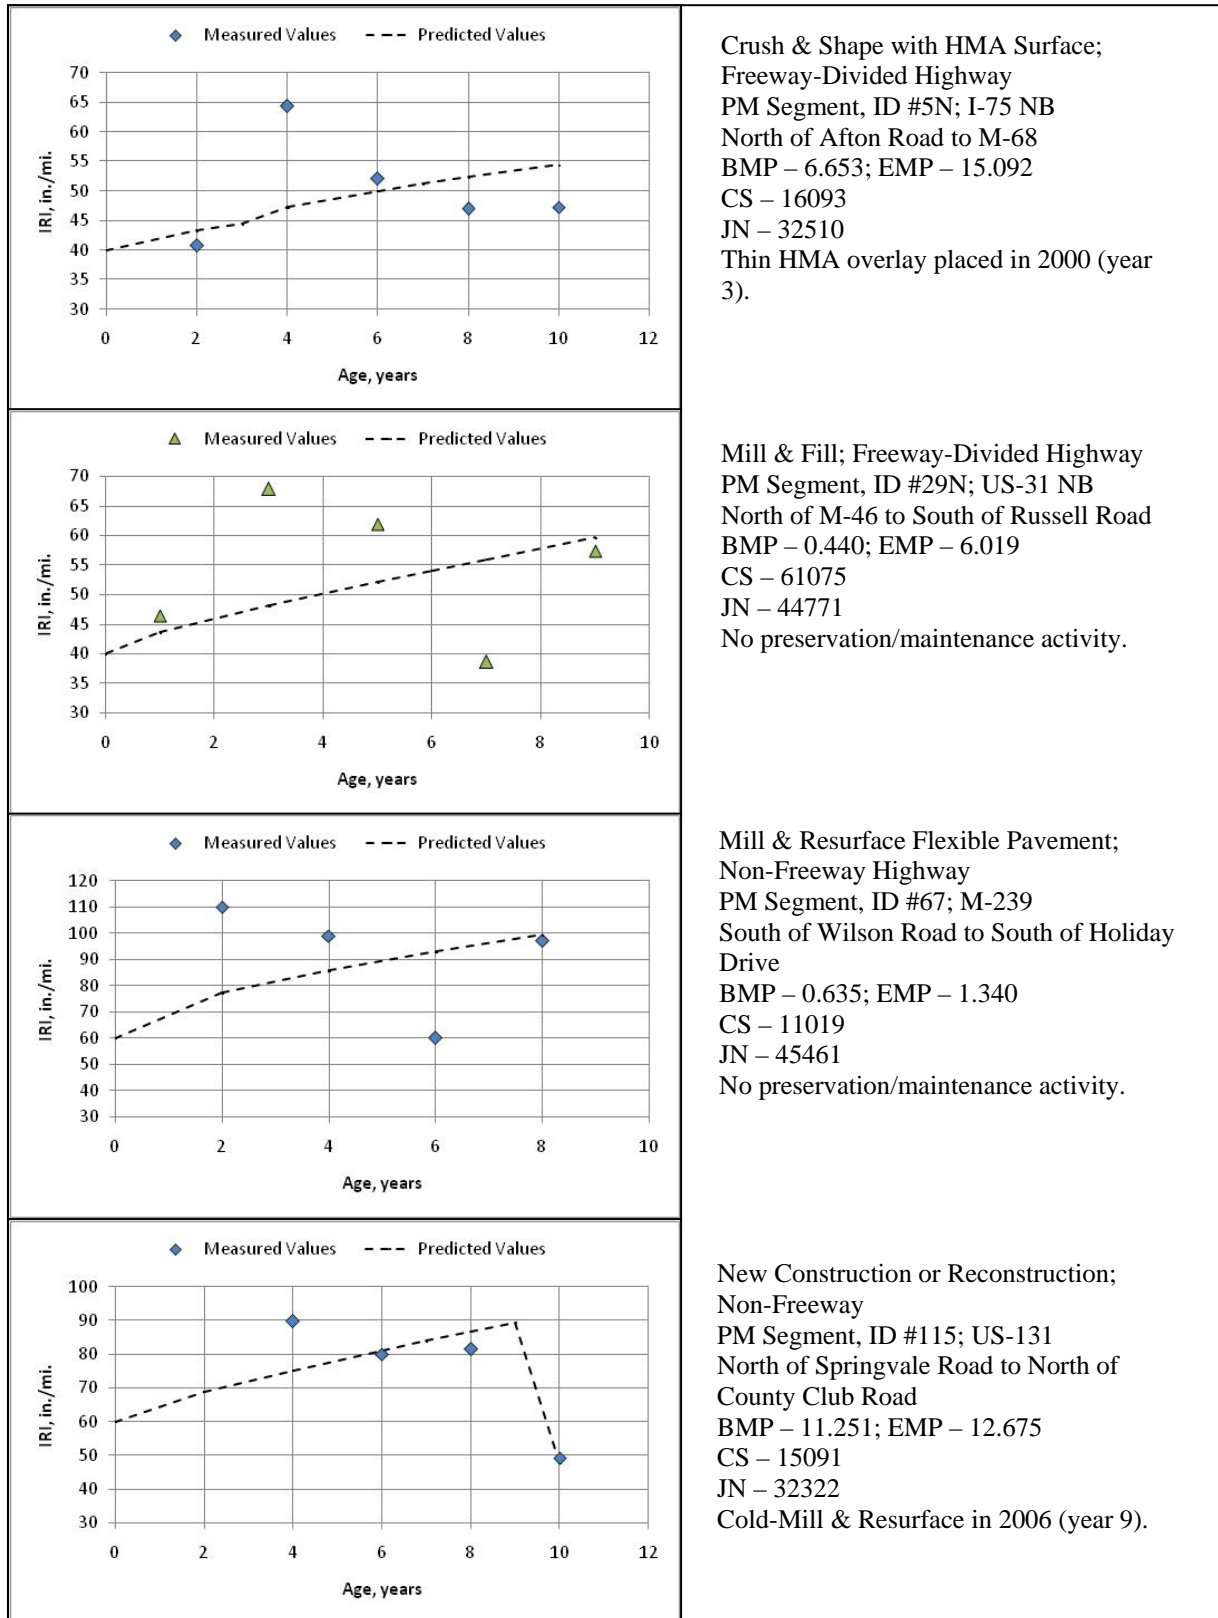 Measured Values Predicted Values
70
65
60
55
50
45
40
35
30
IRI, in./mi.
0 2 4 6 8 10 12
Age, years
Crush & Shape with HMA Surface;
Freeway-Divided Highway
PM Segment, ID #5N; I-75 NB
North of Afton Road to M-68
BMP – 6.653; EMP – 15.092
CS – 16093
JN – 32510
Thin HMA overlay placed in 2000 (year
3).
Measured Values Predicted Values
70
65
60
55
50
45
40
35
30
IRI, in./mi.
0 2 4 6 8 10
Age, years
Mill & Fill; Freeway-Divided Highway
PM Segment, ID #29N; US-31 NB
North of M-46 to South of Russell Road
BMP – 0.440; EMP – 6.019
CS – 61075
JN – 44771
No preservation/maintenance activity.
Measured Values Predicted Values
120
110
100
90
80
70
60
50
40
30
IRI, in./mi.
0 2 4 6 8 10
Age, years
Mill & Resurface Flexible Pavement;
Non-Freeway Highway
PM Segment, ID #67; M-239
South of Wilson Road to South of Holiday
Drive
BMP – 0.635; EMP – 1.340
CS – 11019
JN – 45461
No preservation/maintenance activity.
Measured Values Predicted Values
100
90
80
70
60
50
40
30
IRI, in./mi.
0 2 4 6 8 10 12
Age, years
New Construction or Reconstruction;
Non-Freeway
PM Segment, ID #115; US-131
North of Springvale Road to North of
County Club Road
BMP – 11.251; EMP – 12.675
CS – 15091
JN – 32322
Cold-Mill & Resurface in 2006 (year 9).